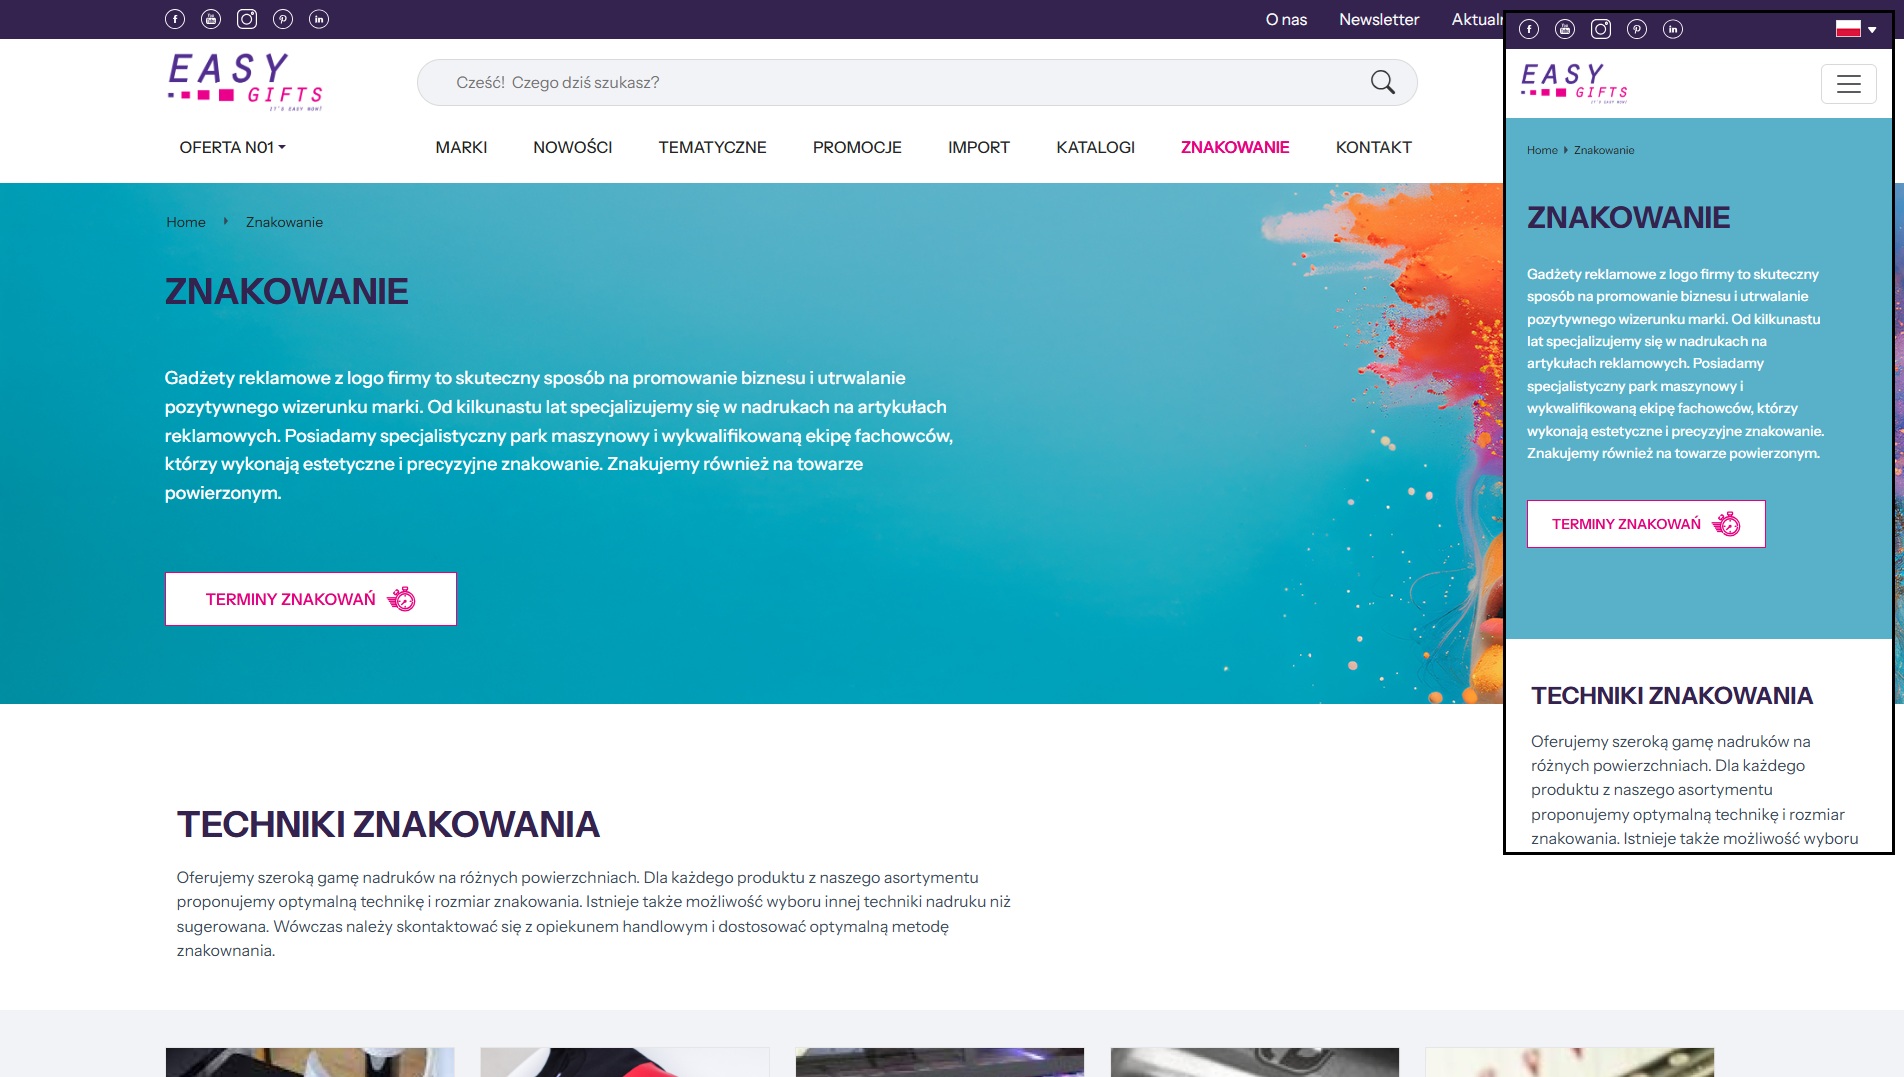 O nas
Newsletter
EASY
GIFTS
IT'S EASY NOW!
Cześć! Czego dziś szukasz?
OFERTA N01
MARKI
NOWOŚCI
TEMATYCZNE
PROMOCJE
IMPORT
KATALOGI
ZNAKOWANIE
KONTAKT
Home
Znakowanie
ZNAKOWANIE
Gadżety reklamowe z logo firmy to skuteczny sposób na promowanie biznesu i utrwalanie
pozytywnego wizerunku marki. Od kilkunastu lat specjalizujemy się w nadrukach na artykułach
reklamowych. Posiadamy specjalistyczny park maszynowy i wykwalifikowaną ekipę fachowców,
którzy wykonają estetyczne i precyzyjne znakowanie. Znakujemy również na towarze
powierzonym.
TERMINY ZNAKOWAŃ
TECHNIKI ZNAKOWANIA
Oferujemy szeroką gamę nadruków na różnych powierzchniach. Dla każdego produktu z naszego asortymentu
proponujemy optymalną technikę i rozmiar znakowania. Istnieje także możliwość wyboru innej techniki nadruku niż
sugerowana. Wówczas należy skontaktować się z opiekunem handlowym i dostosować optymalną metodę
znakownania.
EASY
GIFTS
IT'S EASY NOW!
Home
Znakowanie
ZNAKOWANIE
Gadżety reklamowe z logo firmy to skuteczny
sposób na promowanie biznesu i utrwalanie
pozytywnego wizerunku marki. Od kilkunastu
lat specjalizujemy się w nadrukach na
artykułach reklamowych. Posiadamy
specjalistyczny park maszynowy i
wykwalifikowaną ekipę fachowców, którzy
wykonają estetyczne i precyzyjne znakowanie.
Znakujemy również na towarze powierzonym.
TERMINY ZNAKOWAŃ
TECHNIKI ZNAKOWANIA
Oferujemy szeroką gamę nadruków na
różnych powierzchniach. Dla każdego
produktu z naszego asortymentu
proponujemy optymalną technikę i rozmiar
znakowania. Istnieje także możliwość wyboru